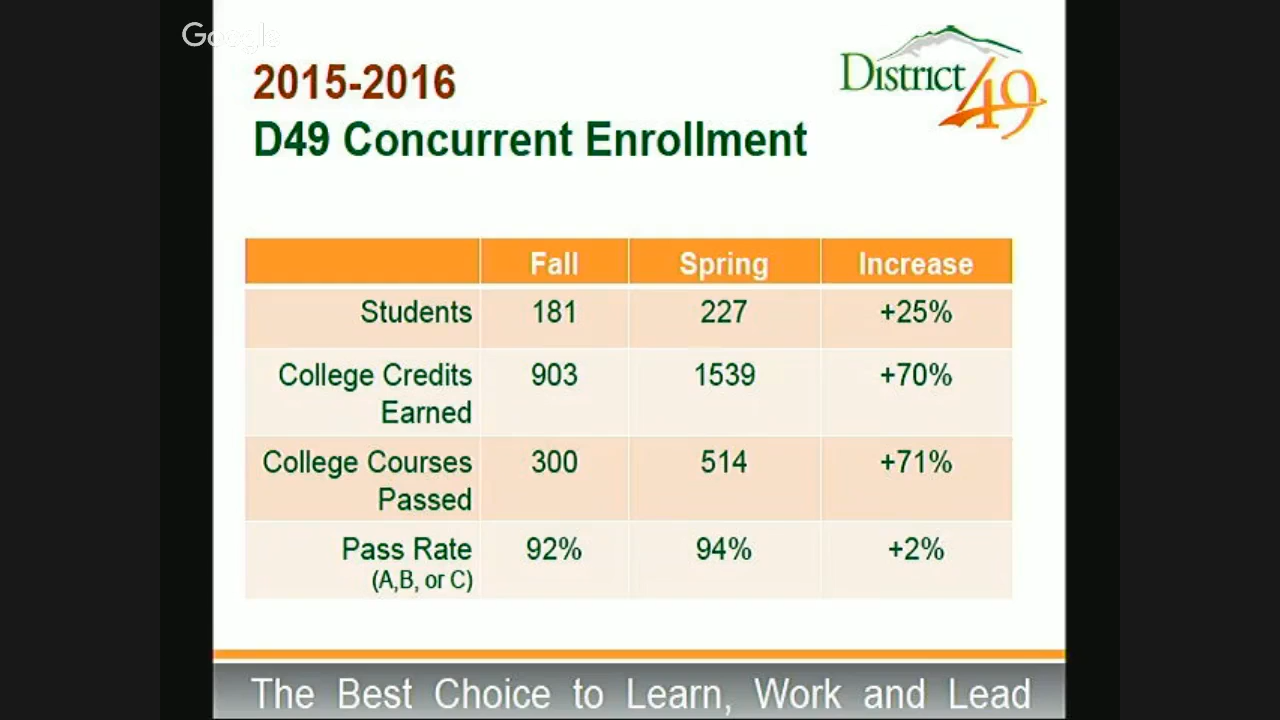 Google
2015-2016
D49 Concurrent Enrollment
District 49
Fall Spring Increase
Students 181 227 +25%
College Credits 903 1539 +70%
Earned
College Courses 300 514 +71%
Passed
Pass Rate 92% 94% +2%
(A,B, or C)
The Best Choice to Learn, Work and Lead